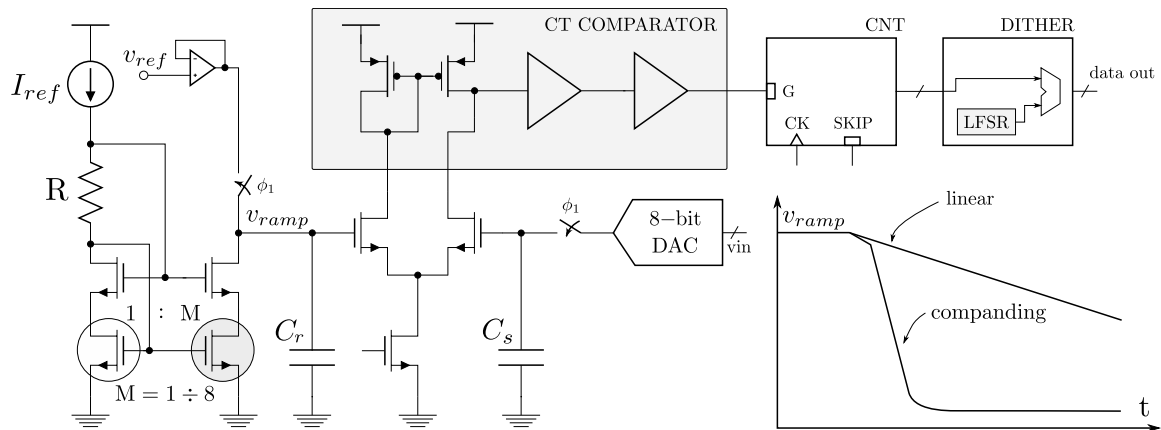 CT COMPARATOR
CNT
DITHER
v_ref
-
+
I_ref
G
CK
SKIP
LFSR
data out
R
ϕ1
v_ramp
ϕ1
8−bit
DAC
vin
v_ramp
linear
1 : M
C_r
C_s
companding
M = 1 ÷ 8
t